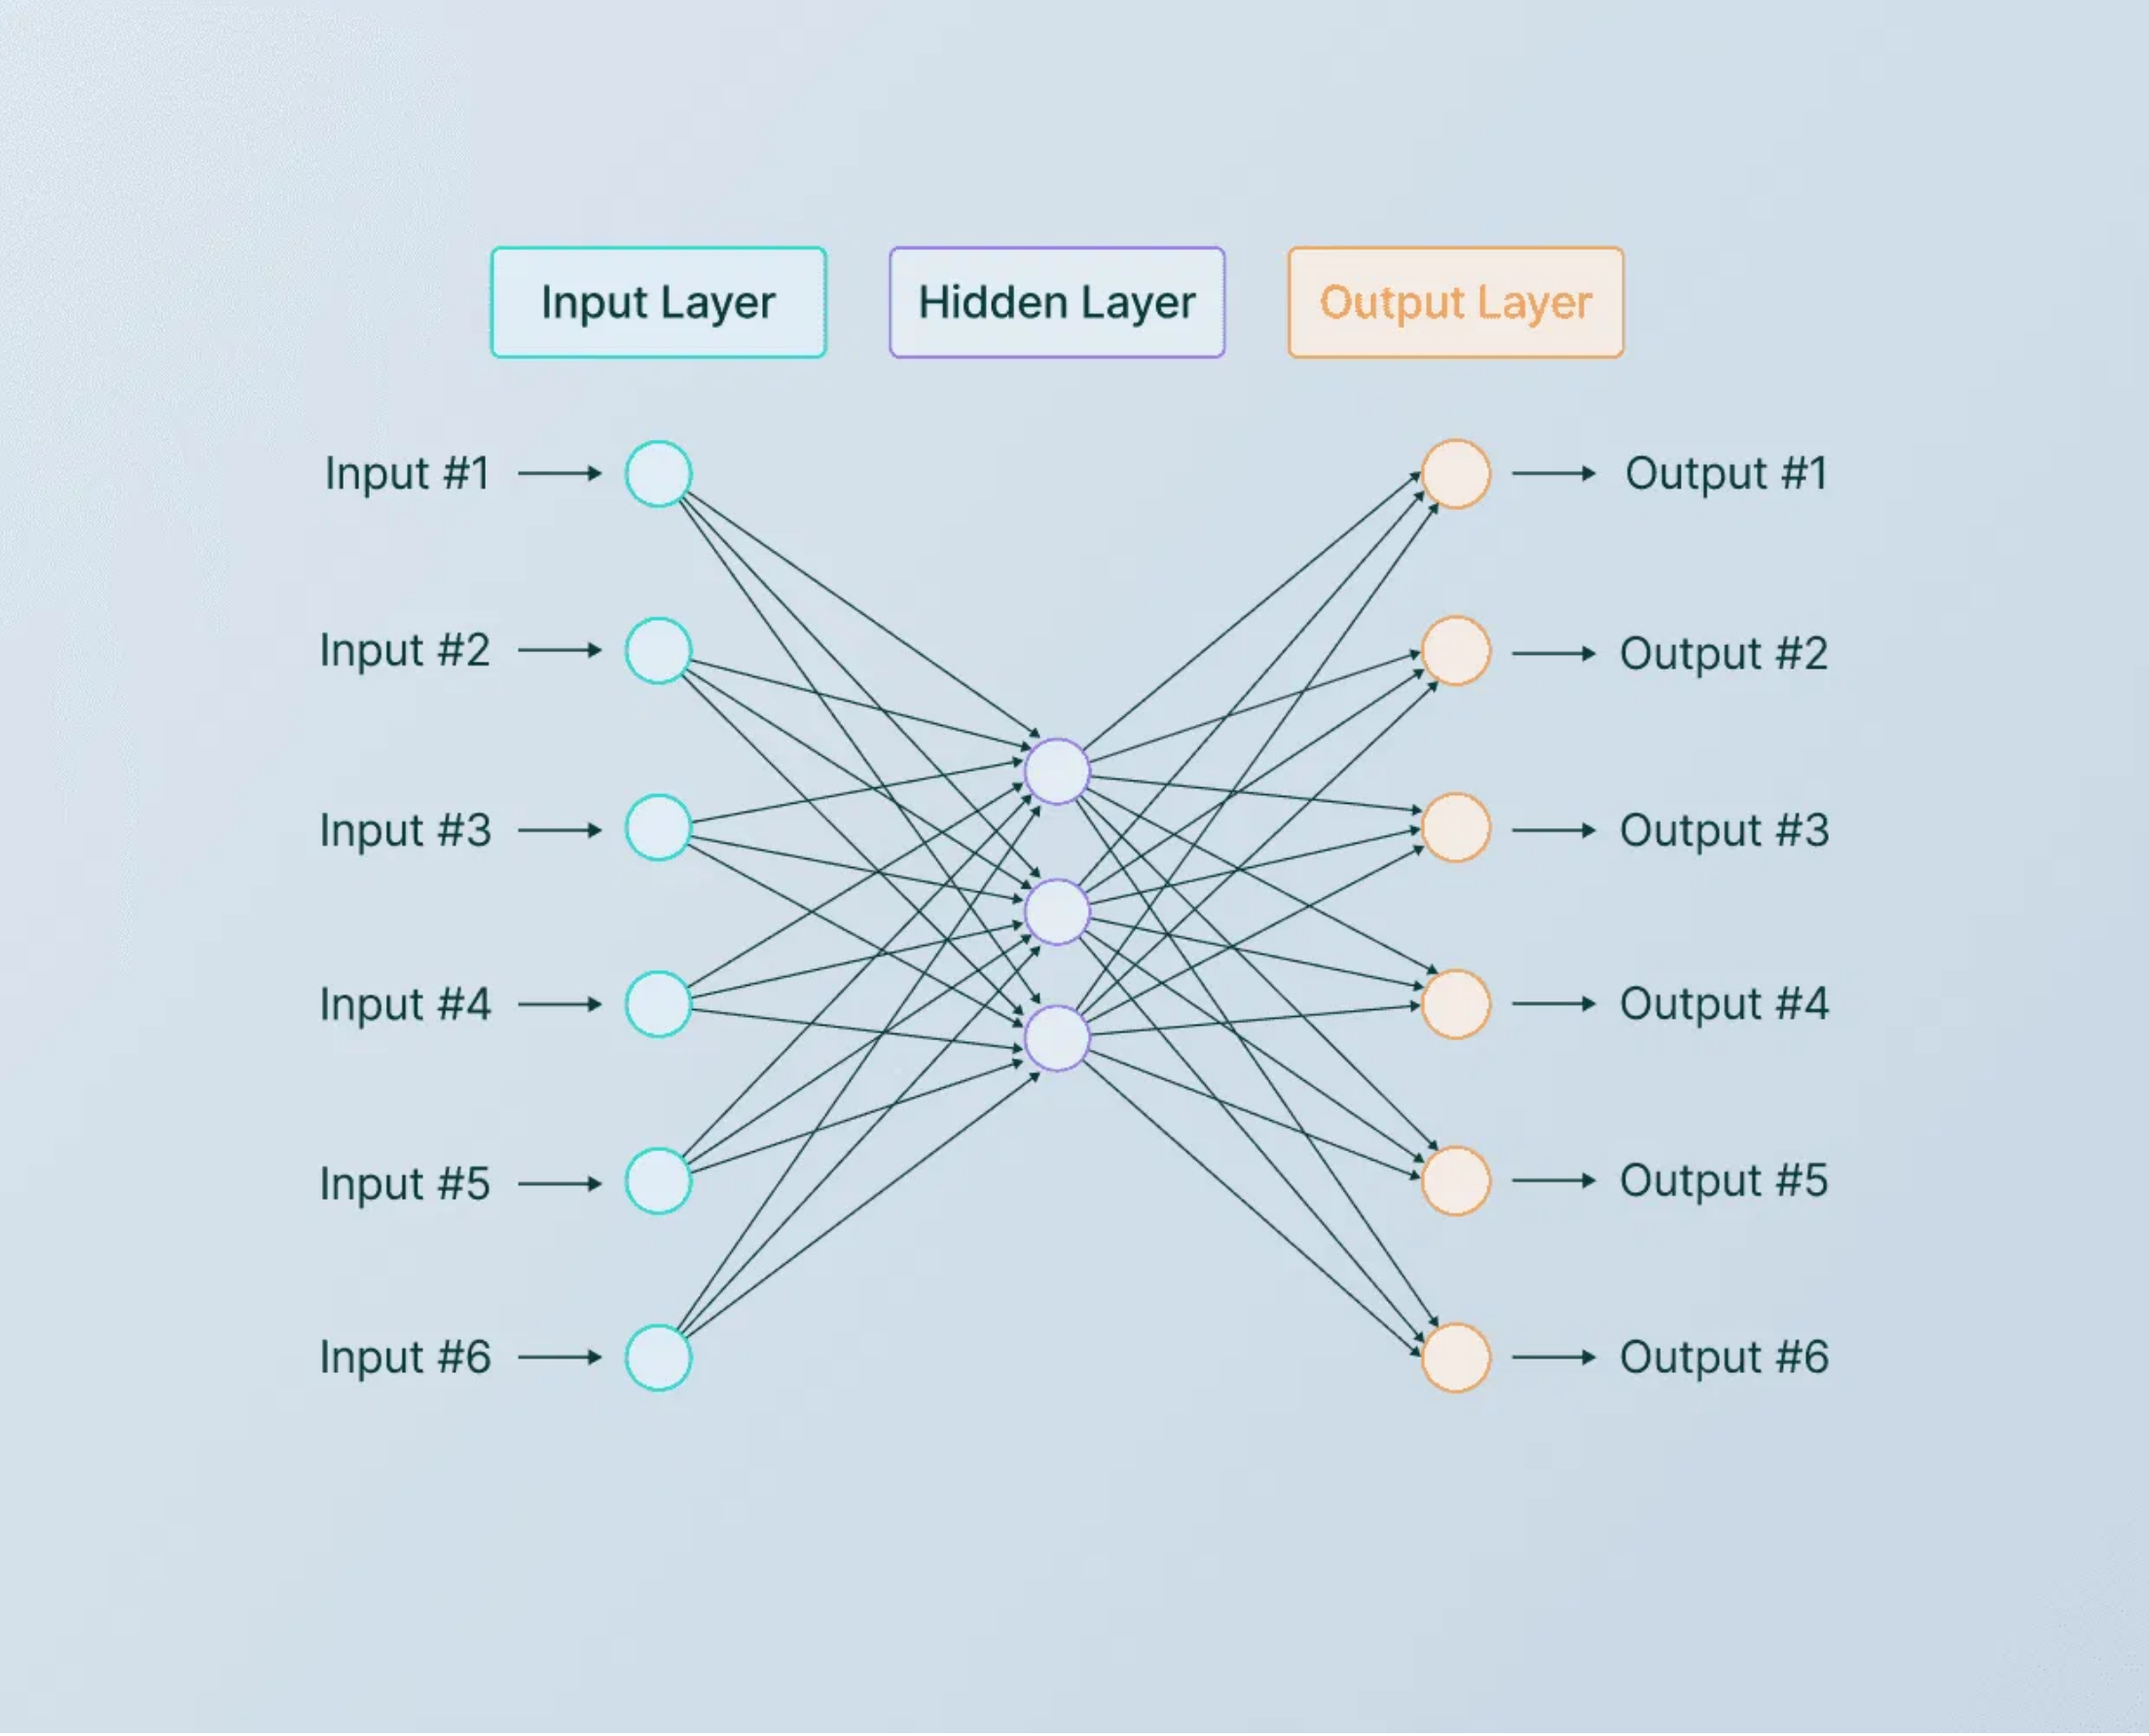 Input Layer
Hidden Layer
Output Layer
Input #1
Output #1
Input #2
Output #2
Input #3
Output #3
Input #4
Output #4
Input #5
Output #5
Input #6
Output #6